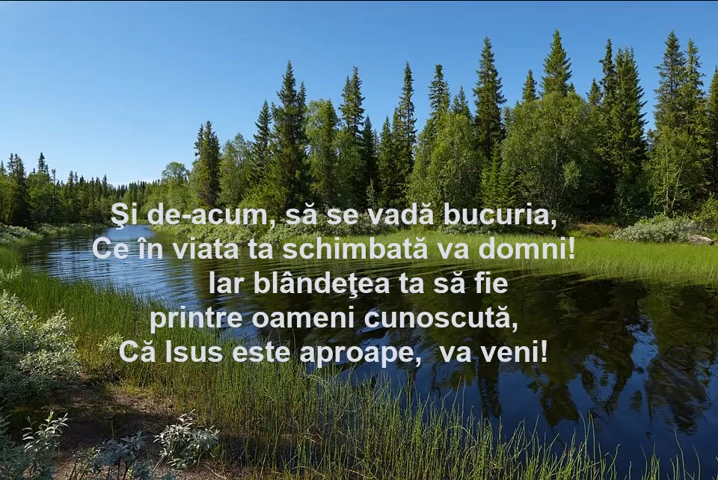 Şi de-acum, să se vadă bucuria,
Ce în viata ta schimbată va domni!
Iar blândeţea ta să fie
printre oameni cunoscută,
Că Isus este aproape, va veni!